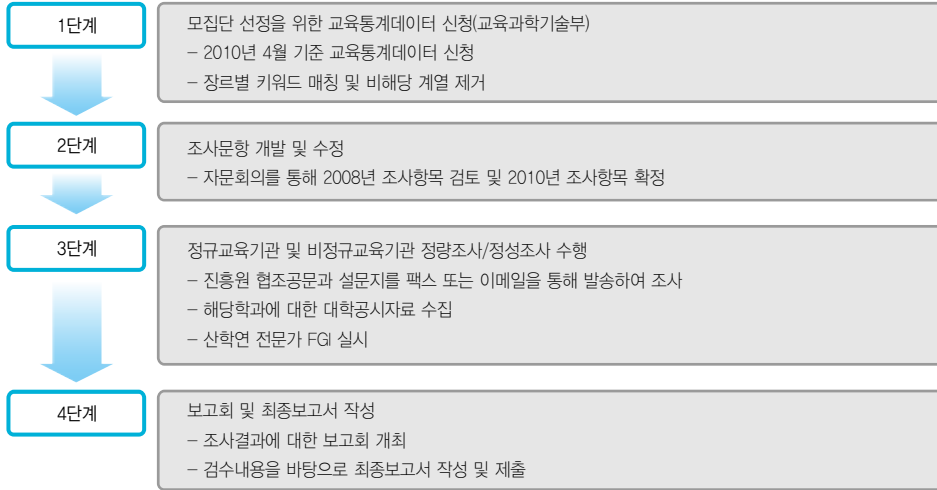 1단계
모집단 선정을 위한 교육통계데이터 신청(교육과학기술부)
– 2010년 4월 기준 교육통계데이터 신청
– 장르별 키워드 매칭 및 비해당 계열 제거
2단계
조사문항 개발 및 수정
– 자문회의를 통해 2008년 조사항목 검토 및 2010년 조사항목 확정
3단계
정규교육기관 및 비정규교육기관 정량조사/정성조사 수행
– 진흥원 협조공문과 설문지를 팩스 또는 이메일을 통해 발송하여 조사
– 해당학과에 대한 대학공시자료 수집
– 산학연 전문가 FGI 실시
4단계
보고회 및 최종보고서 작성
– 조사결과에 대한 보고회 개최
– 검수내용을 바탕으로 최종보고서 작성 및 제출